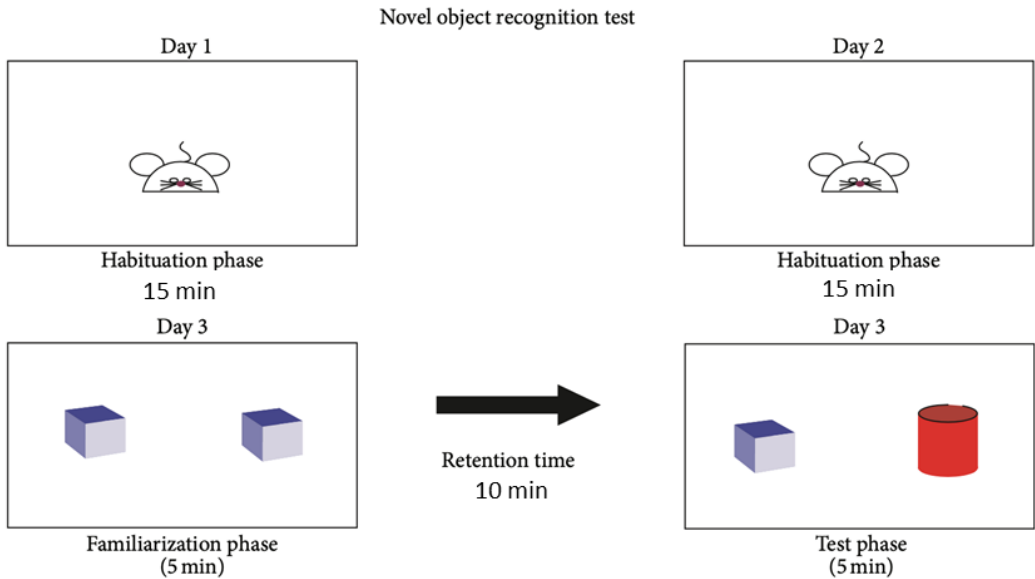 Novel object recognition test
Day 1
Day 2
Habituation phase
15 min
Habituation phase
15 min
Day 3
Day 3
Retention time
10 min
Familiarization phase
(5 min)
Test phase
(5 min)